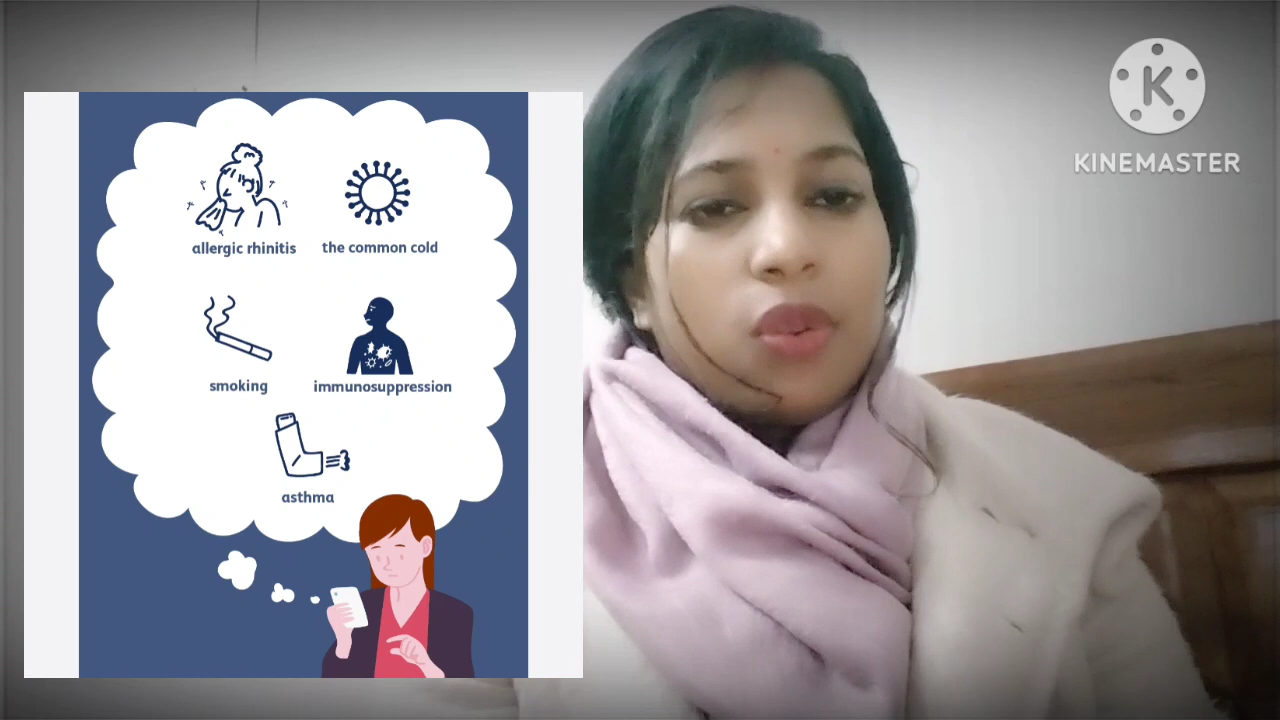 allergic rhinitis
the common cold
smoking
immunosuppression
asthma
K
KINEMASTER